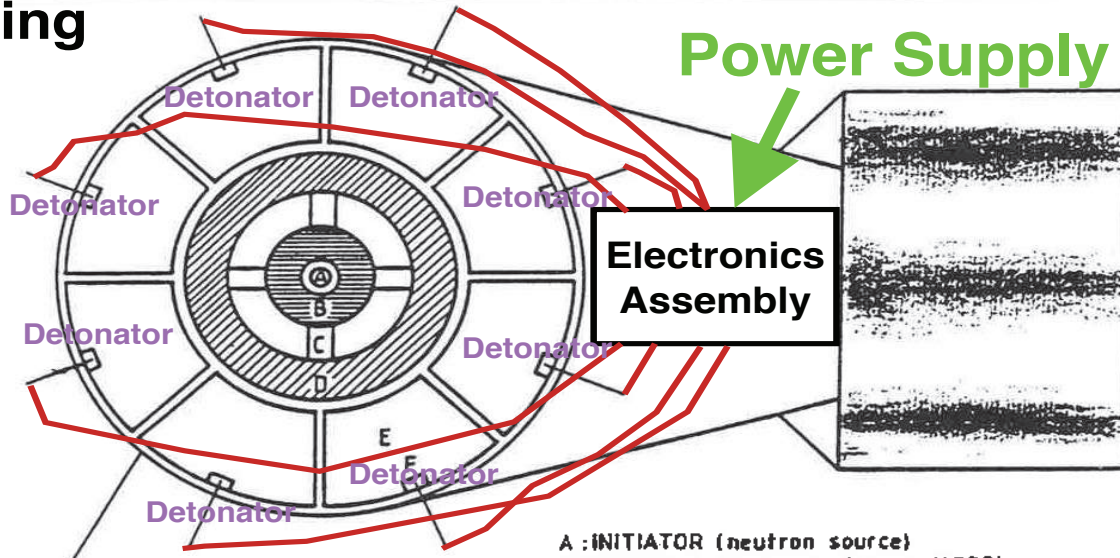 ing
Power Supply
Detonator Detonator
Detonator
Detonator
Electronics
Assembly
A
B
C
D
Detonator
Detonator
E
F
Detonator
Detonator
A : INITIATOR (neutron source)